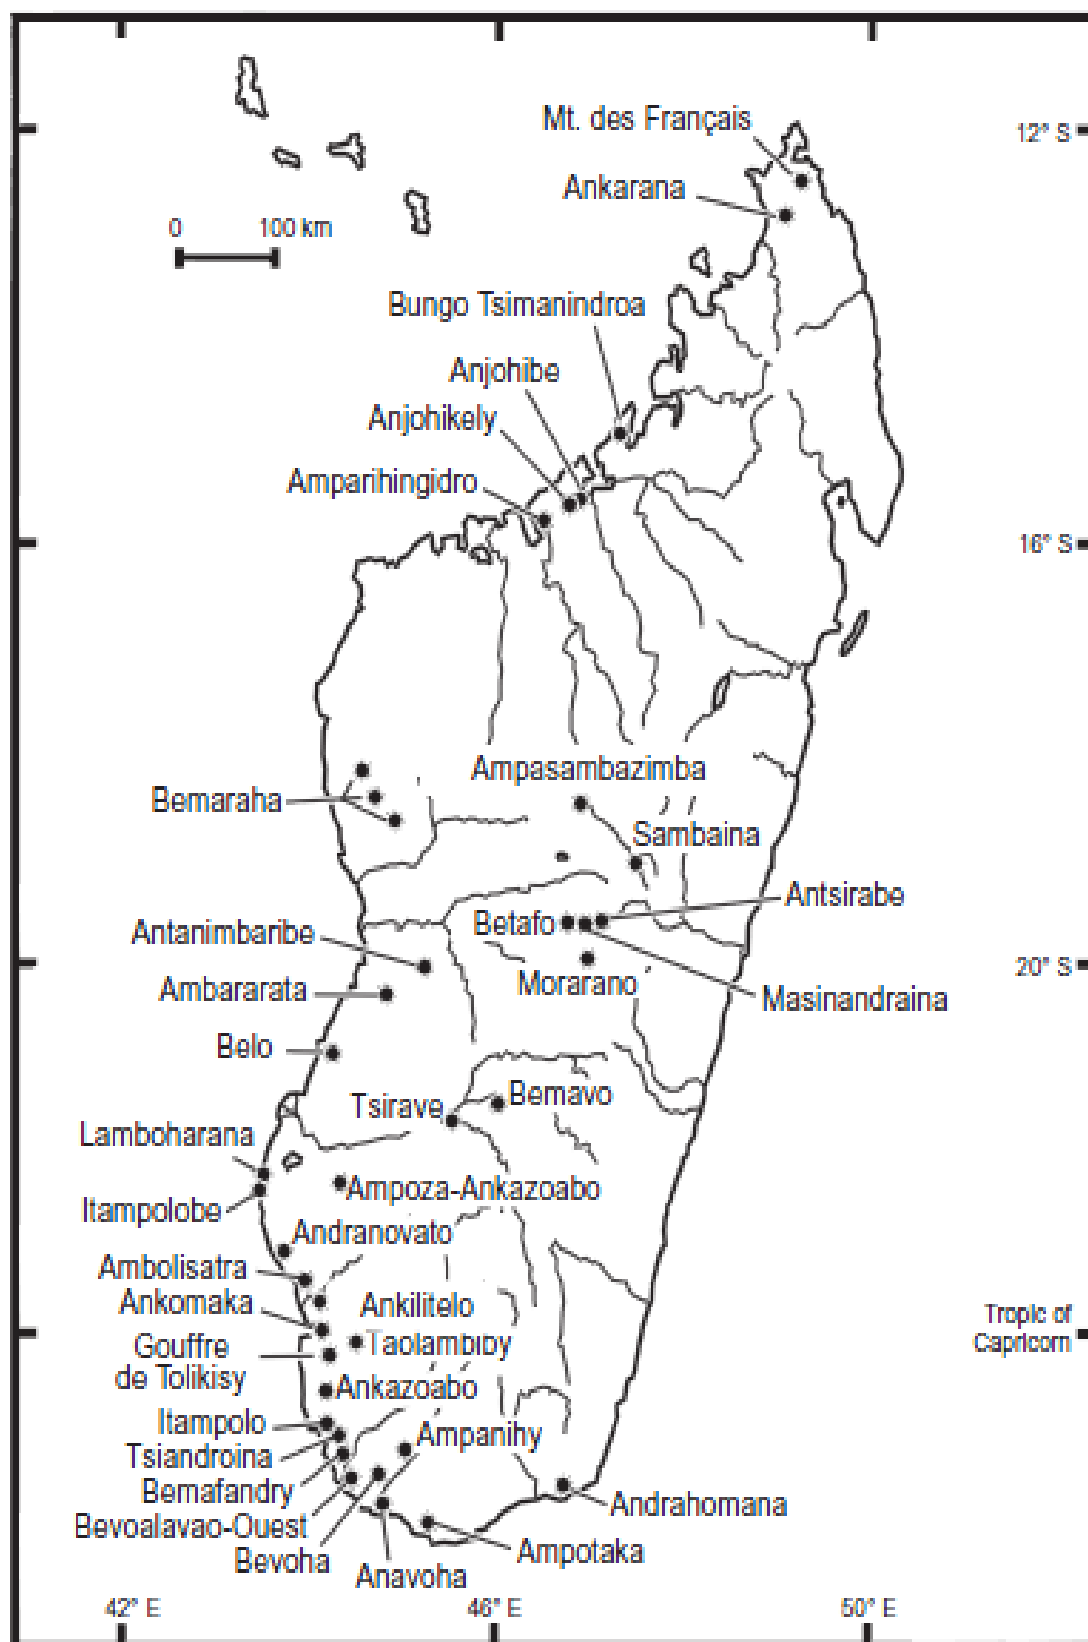 Mt. des Français
12° S
Ankarana
0 100 km
Bungo Tsimanindroa
Anjohibe
Anjohikely
Amparihingidro
16° S
Ampasambazimba
Bemaraha
Sambaina
Antsirabe
Betafo
Antanimbaribe
20° S
Morarano
Ambararata
Masinandraina
Belo
Bemavo
Tsirave
Lamboharana
Ampoza-Ankazoabo
Itampolobe
Andranovato
Ambolisatra
Ankomaka
Ankilitelo
Tropic of
Capricorn
Gouffre
de Tolikisy
Taolambiby
Ankazoabo
Itampolo
Ampanihy
Tsiandroina
Bemafandry
Andrahomana
Bevoalavao-Ouest
Bevoha
Ampotaka
Anavoha
42° E
46° E
50° E